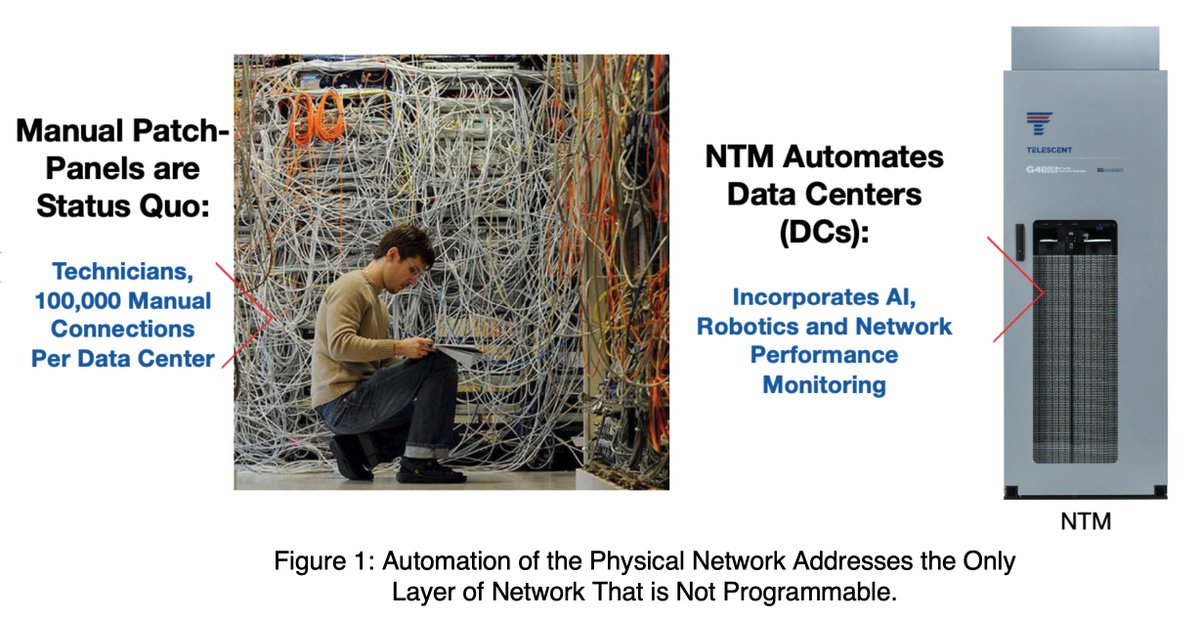 Manual Patch-
Panels are
Status Quo:
Technicians,
100,000 Manual
Connections
Per Data Center
NTM Automates
Data Centers
(DCs):
Incorporates AI,
Robotics and Network
Performance
Monitoring
TELESCENT
NTM
Figure 1: Automation of the Physical Network Addresses the Only
Layer of Network That is Not Programmable.